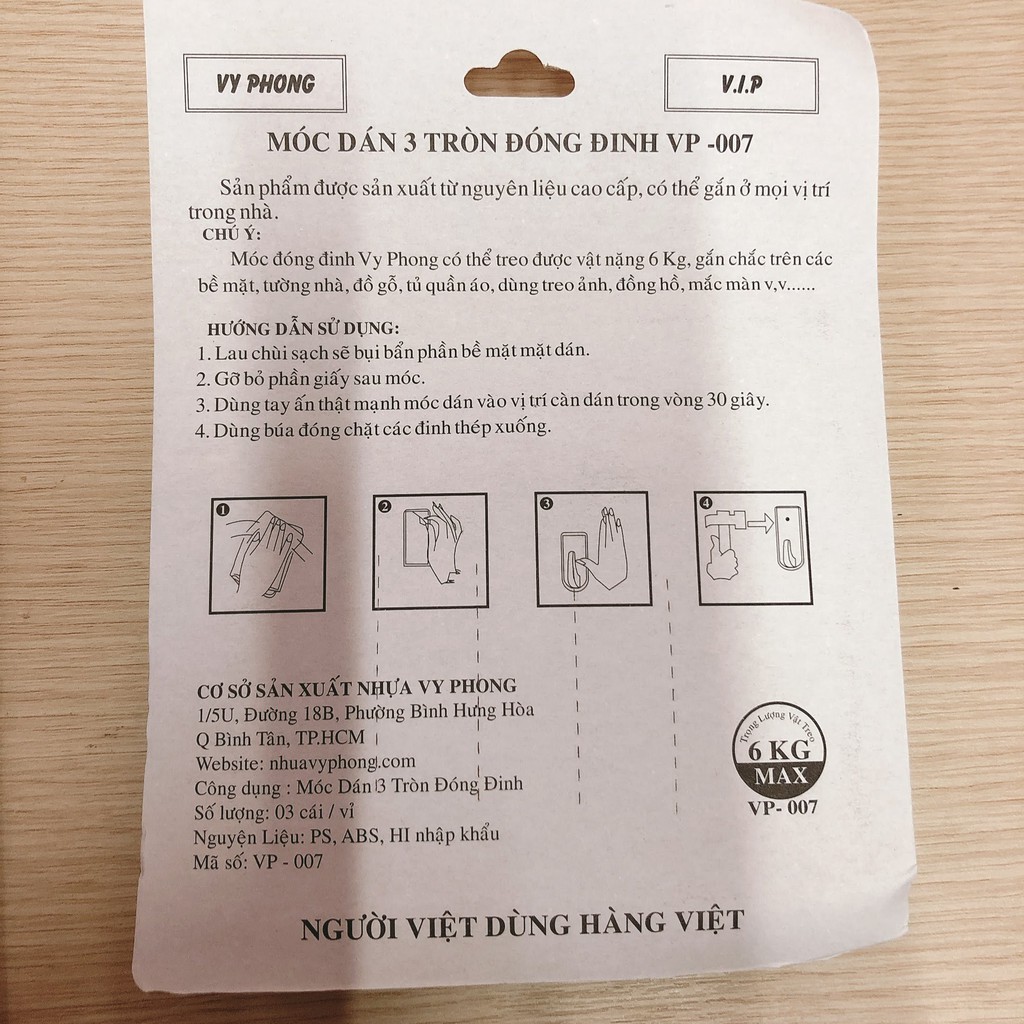 VY PHONG
V.I.P
MÓC DÁN 3 TRÒN ĐÓNG ĐINH VP -007
Sản phẩm được sản xuất từ nguyên liệu cao cấp, có thể gắn ở mọi vị trí
trong nhà.
CHÚ Ý:
Móc đóng đinh Vy Phong có thể treo được vật nặng 6 Kg, gắn chắc trên các
bề mặt, tường nhà, đồ gỗ, tủ quần áo, dùng treo ảnh, đồng hồ, mắc màn v,v......
HƯỚNG DẪN SỬ DỤNG:
1. Lau chùi sạch sẽ bụi bẩn phần bề mặt mặt dán.
2. Gỡ bỏ phần giấy sau móc.
3. Dùng tay ấn thật mạnh móc dán vào vị trí càn dán trong vòng 30 giây.
4. Dùng búa đóng chặt các đinh thép xuống.
1
2
3
4
CƠ SỞ SẢN XUẤT NHỰA VY PHONG
1/5U, Đường 18B, Phường Bình Hưng Hòa
Q Bình Tân, TP.HCM
Website: nhuavyphong.com
Công dụng : Móc Dán 3 Tròn Đóng Đinh
Số lượng: 03 cái / vỉ
Nguyện Liệu: PS, ABS, HI nhập khẩu
Mã số: VP - 007
Trọng Lượng Vật Treo
6 KG
MAX
VP- 007
NGƯỜI VIỆT DÙNG HÀNG VIỆT